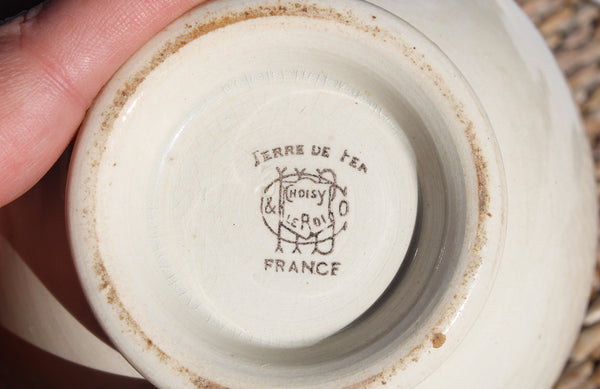 TERRE DE FER
CHOISY
&
LE ROI
FRANCE